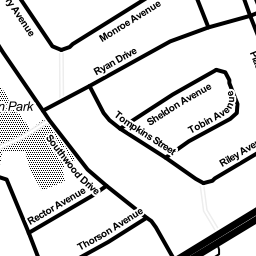 Monroe Avenue
Ryan Drive
Park
Sheldon Avenue
Tobin Avenue
Tompkins Street
Southwood Drive
Riley Ave
Rector Avenue
Thorson Avenue
Avenue